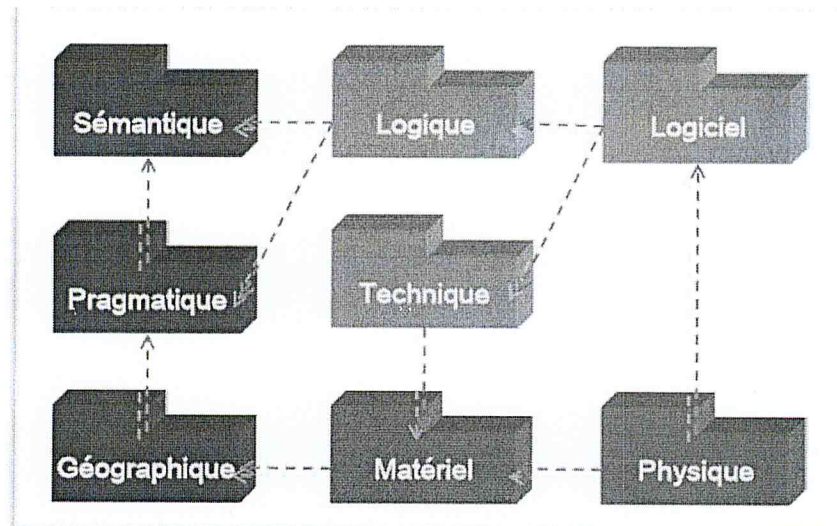 Sémantique
Logique
Logiciel
Pragmatique
Technique
Géographique
Matériel
Physique